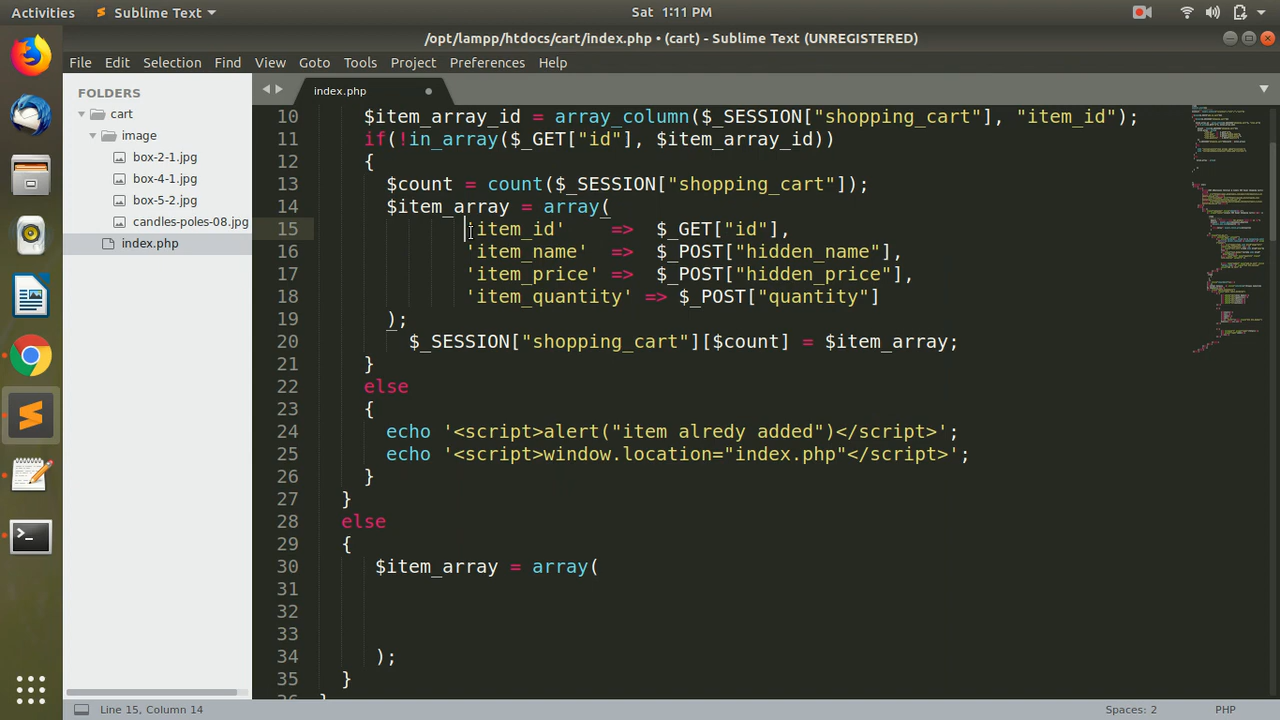 Activities Sublime Text Sat 1:11 PM
/opt/lampp/htdocs/cart/index.php • (cart) - Sublime Text (UNREGISTERED)
File Edit Selection Find View Goto Tools Project Preferences Help
FOLDERS
cart
image
box-2-1.jpg
box-4-1.jpg
box-5-2.jpg
candles-poles-08.jpg
index.php
index.php
10 $item_array_id = array_column($_SESSION["shopping_cart"], "item_id");
11 if(!in_array($_GET["id"], $item_array_id))
12 {
13 $count = count($_SESSION["shopping_cart"]);
14 $item_array = array(
15 'item_id' => $_GET["id"],
16 'item_name' => $_POST["hidden_name"],
17 'item_price' => $_POST["hidden_price"],
18 'item_quantity' => $_POST["quantity"]
19 );
20 $_SESSION["shopping_cart"][$count] = $item_array;
21 }
22 else
23 {
24 echo '<script>alert("item alredy added")</script>';
25 echo '<script>window.location="index.php"</script>';
26 }
27 }
28 else
29 {
30 $item_array = array(
31
32
33
34 );
35 }
36 }
Line 15, Column 14 Spaces: 2 PHP